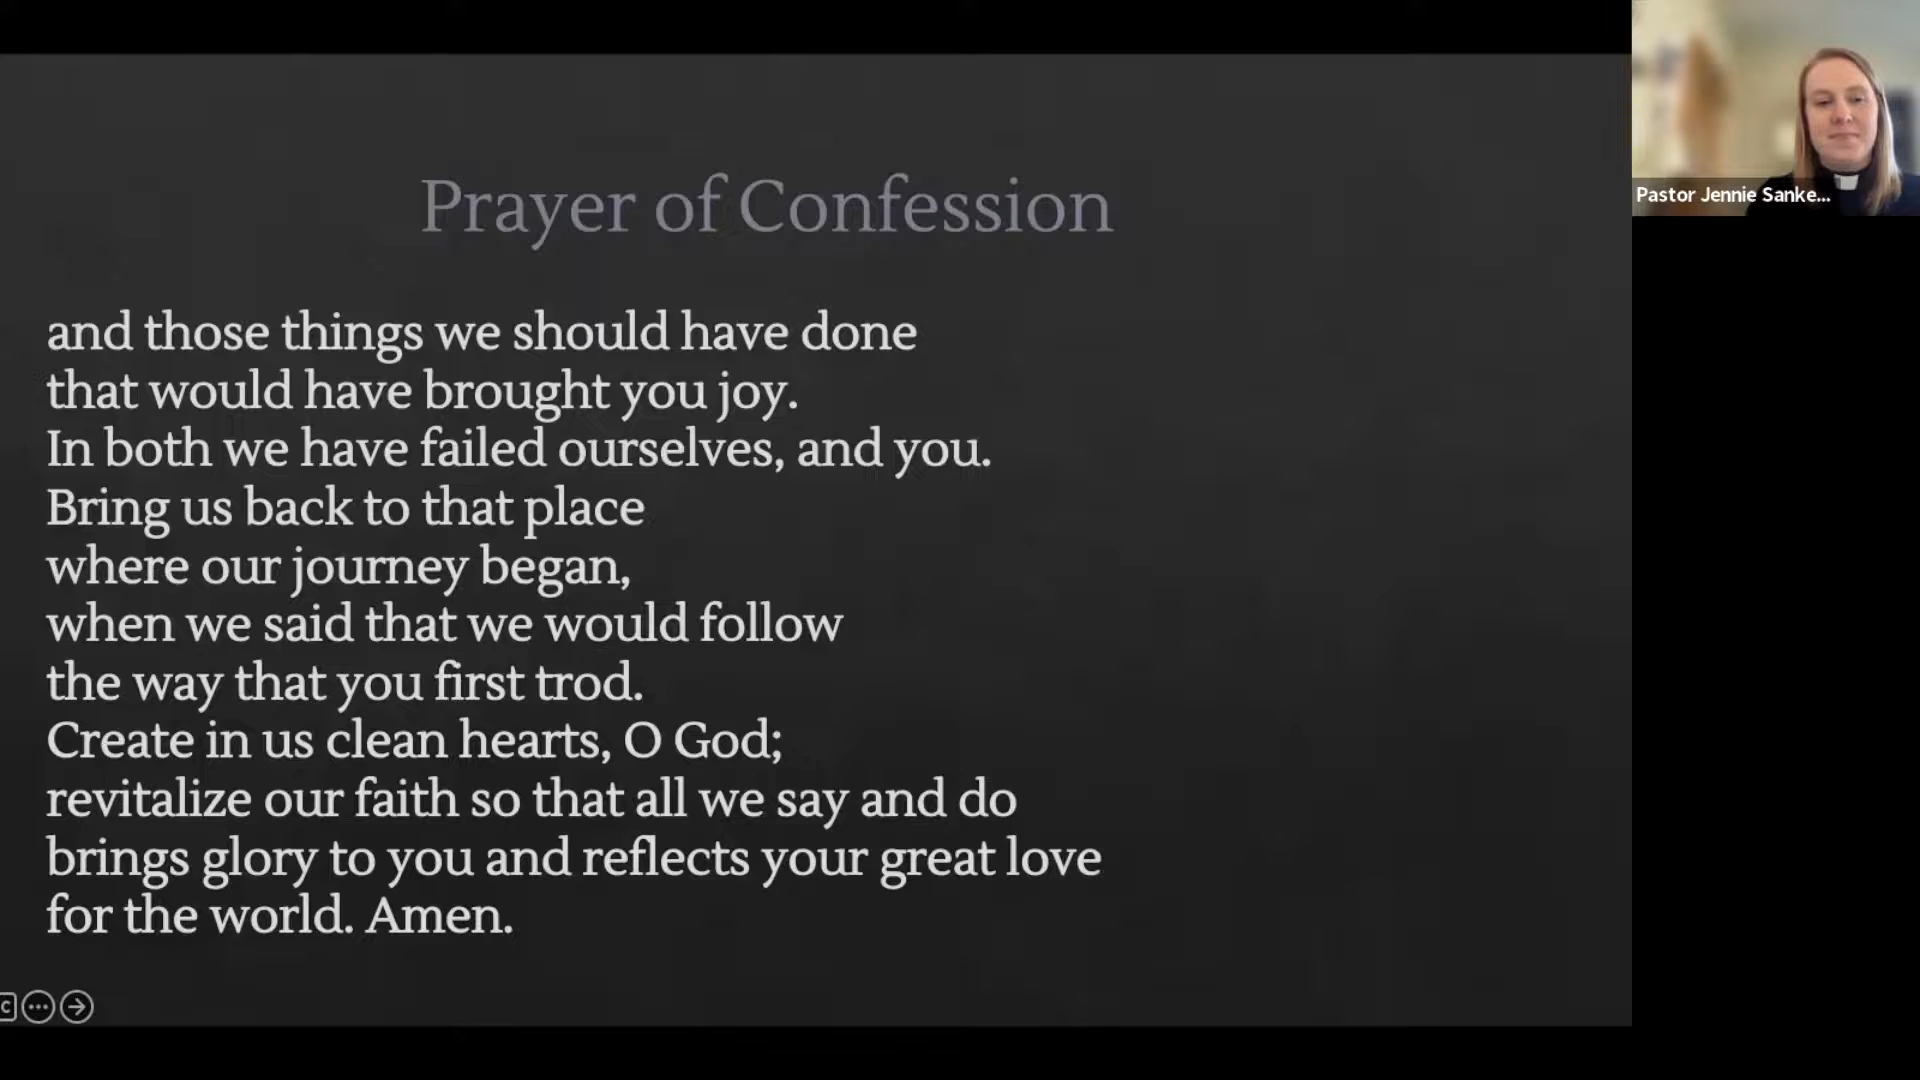 Prayer of Confession
and those things we should have done
that would have brought you joy.
In both we have failed ourselves, and you.
Bring us back to that place
where our journey began,
when we said that we would follow
the way that you first trod.
Create in us clean hearts, O God;
revitalize our faith so that all we say and do
brings glory to you and reflects your great love
for the world. Amen.
Pastor Jennie Sanke...